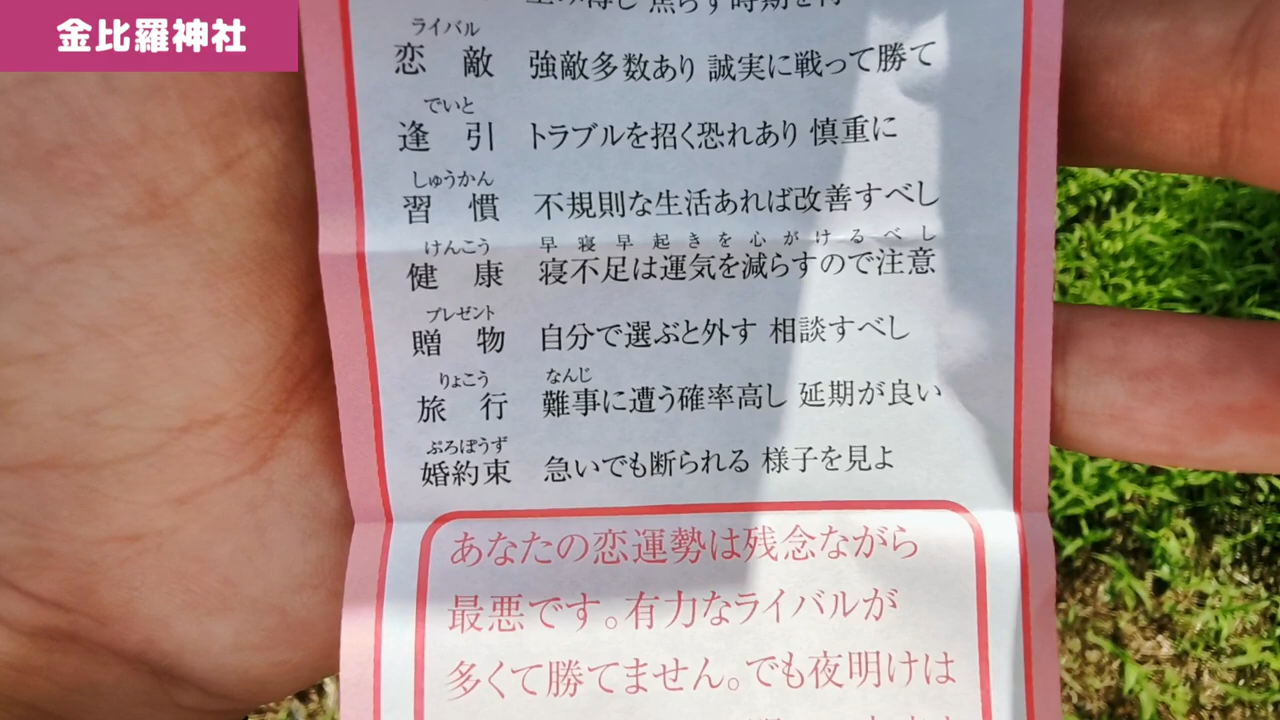 金比羅神社
ライバル
恋敵 強敵多数あり 誠実に戦って勝て
でいと
逢引 トラブルを招く恐れあり 慎重に
しゅうかん
習慣 不規則な生活あれば改善すべし
けんこう 早寝早起きを心がけるべし
健康 寝不足は運気を減らすので注意
プレゼント
贈物 自分で選ぶと外す 相談すべし
りょこう なんじ
旅行 難事に遭う確率高し 延期が良い
ぷろぽうず
婚約束 急いでも断られる 様子を見よ
あなたの恋運勢は残念ながら
最悪です。有力なライバルが
多くて勝てません。でも夜明けは